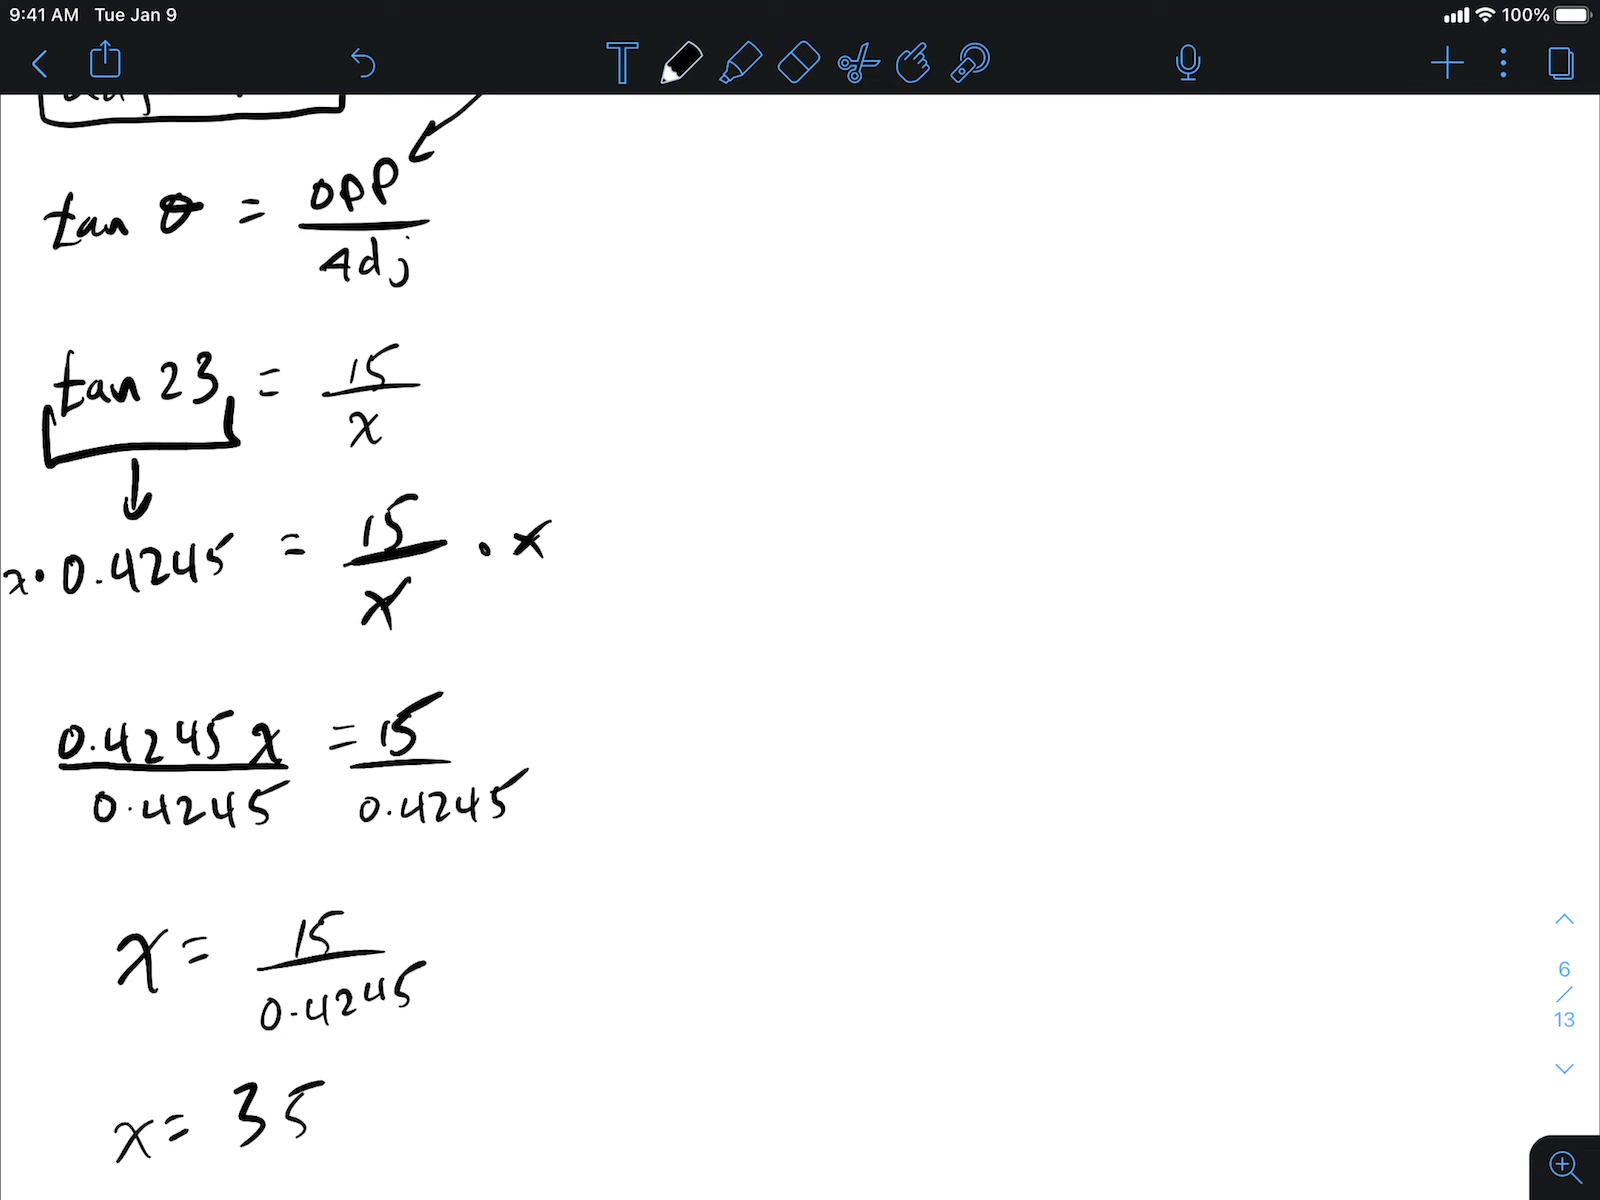 9:41 AM Tue Jan 9 100%
tan θ = opp / Adj
tan 23 = 15 / x
x · 0.4245 = 15 / x · x
0.4245 x / 0.4245 = 15 / 0.4245
x = 15 / 0.4245
x = 35
6
/
13